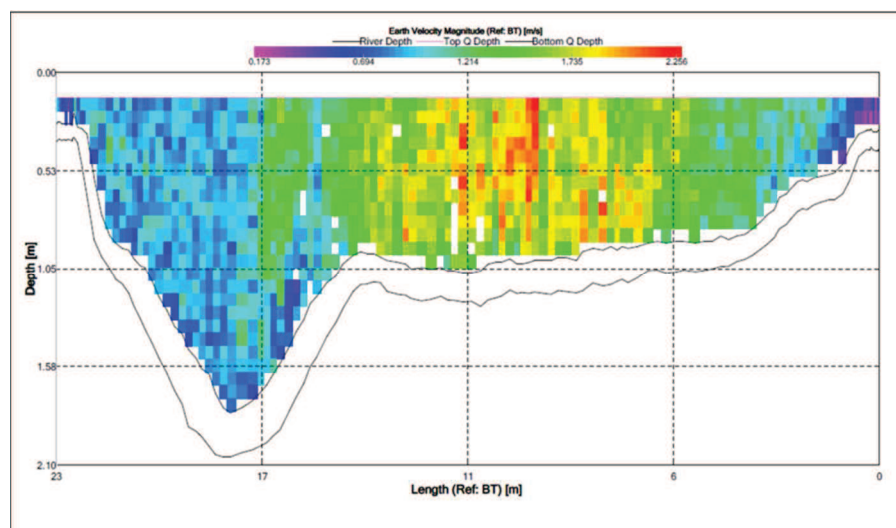 Earth Velocity Magnitude (Ref: BT) [m/s]
River Depth Top Q Depth Bottom Q Depth
0.173 0.694 1.214 1.735 2.256
0.00
0.53
1.05
1.58
2.10
Depth [m]
23 17 11 6 0
Length (Ref: BT) [m]